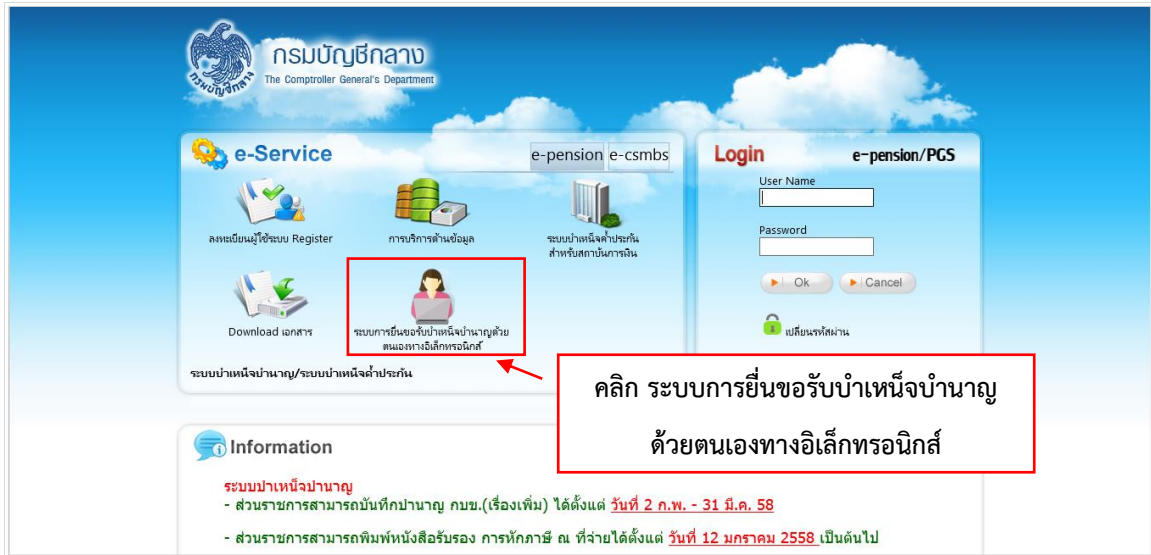 กรมบัญชีกลาง
The Comptroller General's Department
กรมบัญชีกลาง
e-Service
e-pension e-csmbs
Login
e-pension/PGS
User Name
ลงทะเบียนผู้ใช้ระบบ Register
การบริการด้านข้อมูล
ระบบบำเหน็จค้ำประกัน
สำหรับสถาบันการเงิน
Password
Ok
Cancel
Download เอกสาร
ระบบการยื่นขอรับบำเหน็จบำนาญด้วย
ตนเองทางอิเล็กทรอนิกส์
เปลี่ยนรหัสผ่าน
ระบบบำเหน็จบำนาญ/ระบบบำเหน็จค้ำประกัน
คลิก ระบบการยื่นขอรับบำเหน็จบำนาญ
ด้วยตนเองทางอิเล็กทรอนิกส์
Information
ระบบบำเหน็จบำนาญ
- ส่วนราชการสามารถบันทึกบำนาญ กบข.(เรื่องเพิ่ม) ได้ตั้งแต่ วันที่ 2 ก.พ. - 31 มี.ค. 58
- ส่วนราชการสามารถพิมพ์หนังสือรับรอง การหักภาษี ณ ที่จ่ายได้ตั้งแต่ วันที่ 12 มกราคม 2558 เป็นต้นไป